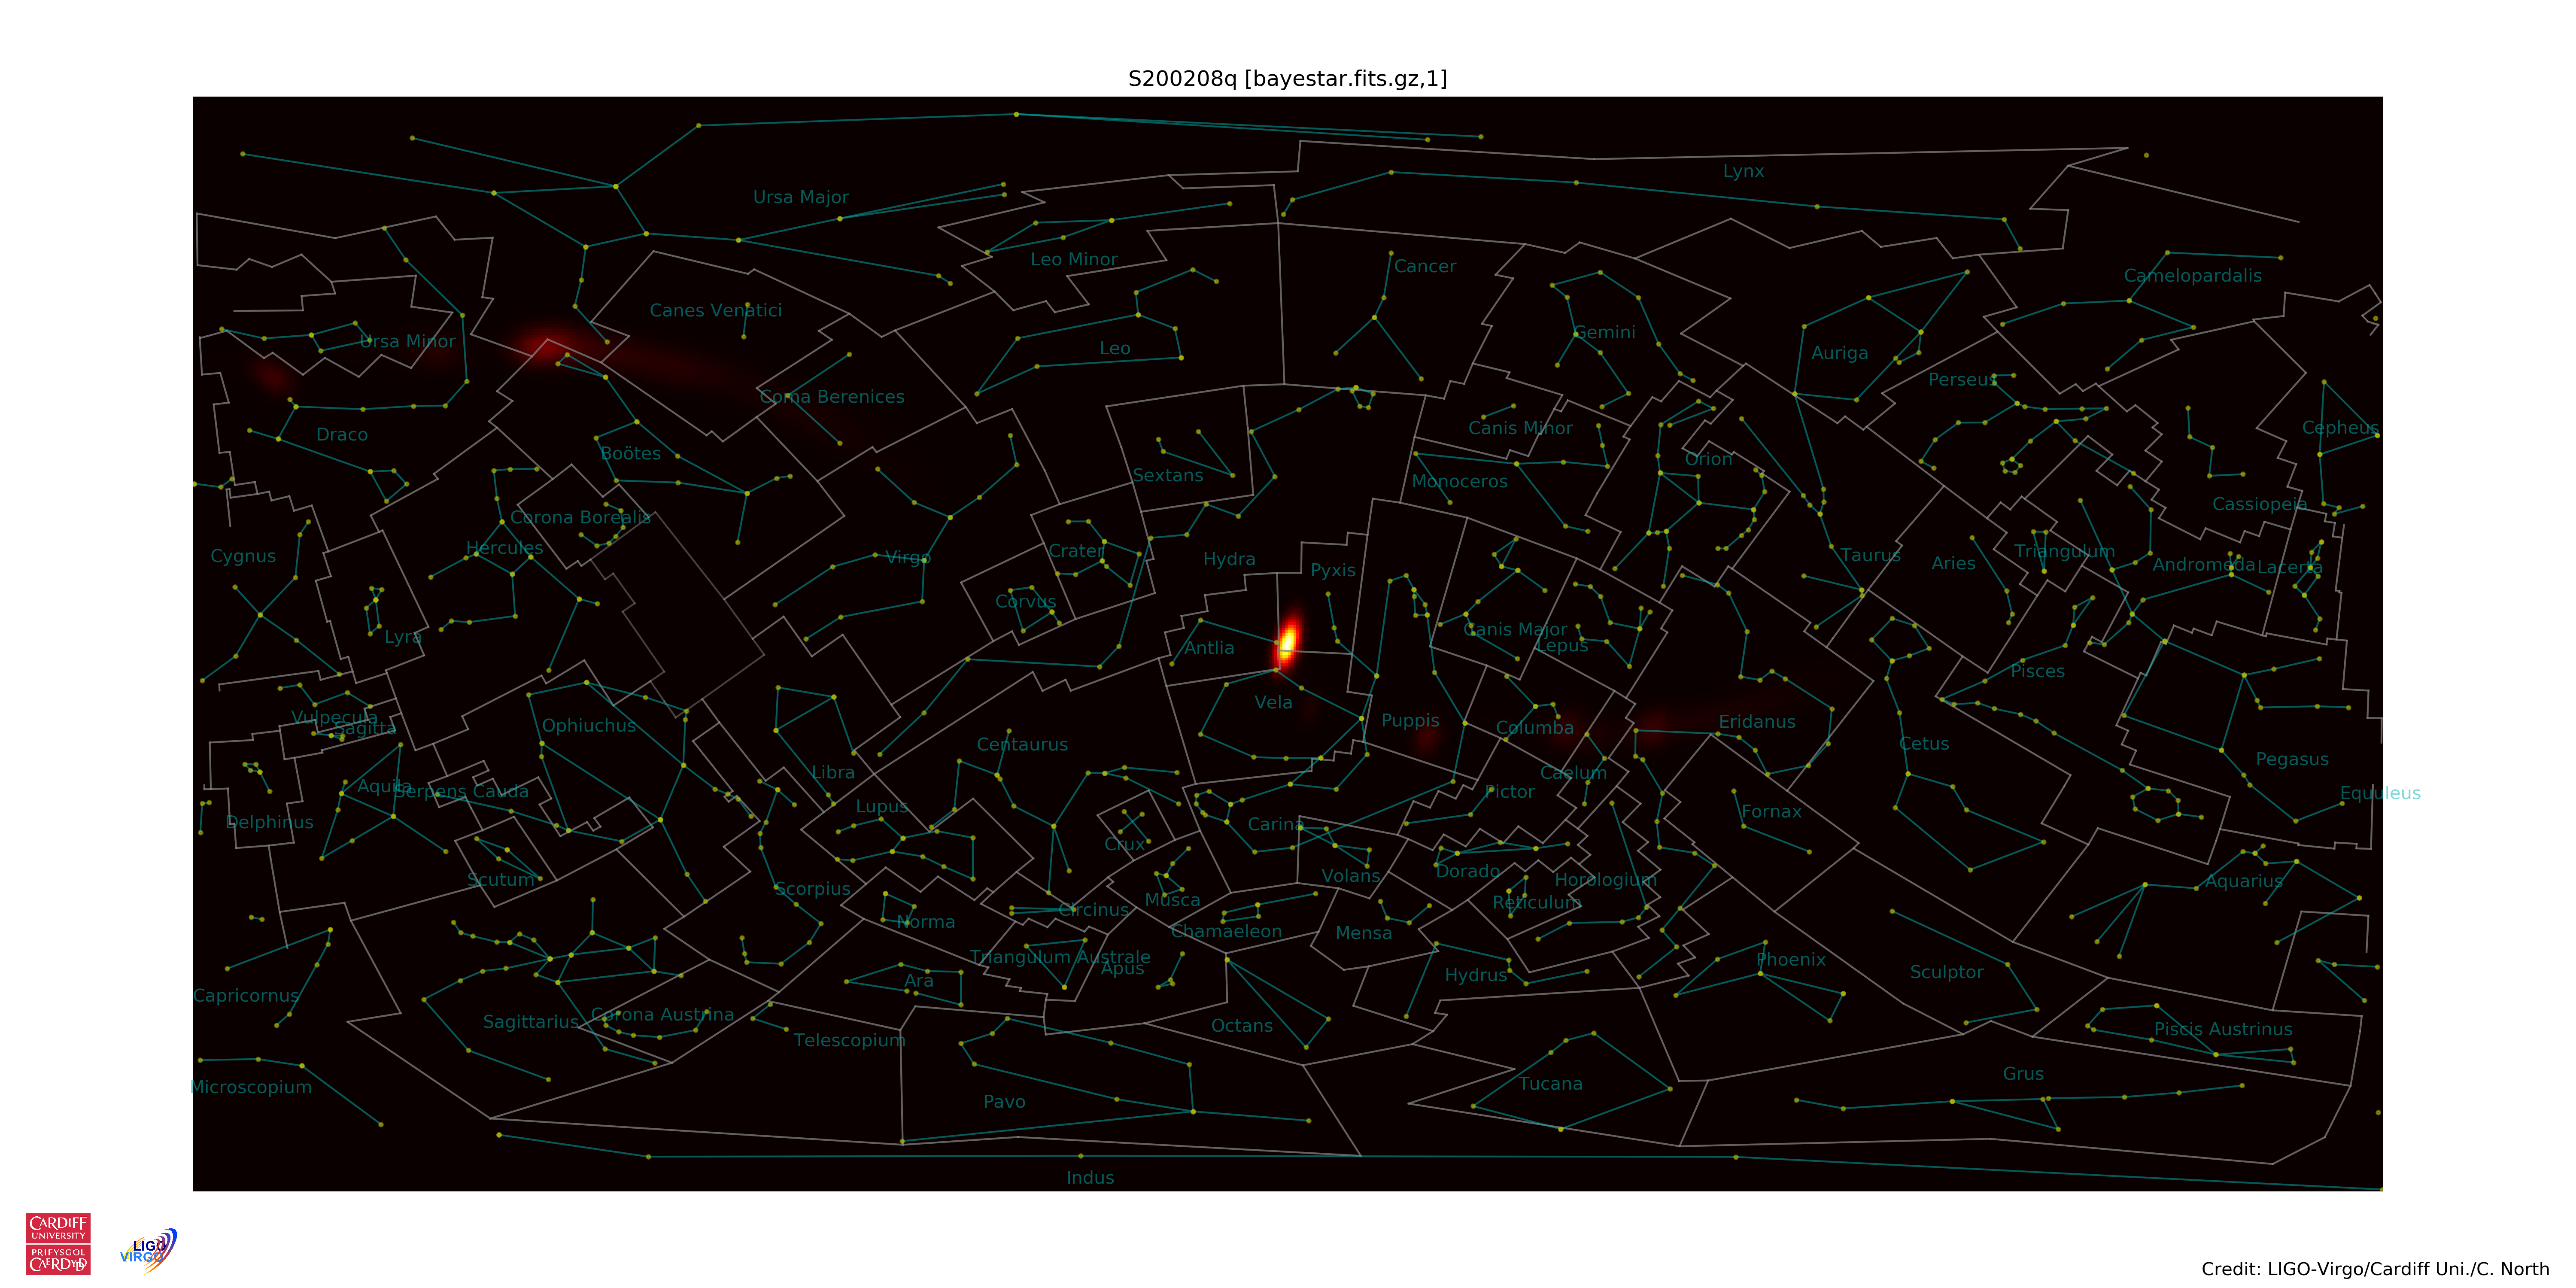 S200208q [bayestar.fits.gz,1]
Lynx
Ursa Major
Leo Minor
Cancer
Camelopardalis
Canes Venatici
Gemini
Ursa Minor
Leo
Auriga
Perseus
Coma Berenices
Canis Minor
Cepheus
Draco
Boötes
Orion
Sextans
Monoceros
Cassiopeia
Corona Borealis
Hercules
Cygnus
Virgo
Crater
Hydra
Pyxis
Taurus
Aries
Triangulum
Andromeda
Lacerta
Corvus
Lyra
Antlia
Canis Major
Lepus
Pisces
Vela
Vulpecula
Sagitta
Ophiuchus
Puppis
Columba
Eridanus
Centaurus
Cetus
Pegasus
Libra
Caelum
Aquila
Serpens Cauda
Pictor
Equuleus
Lupus
Delphinus
Carina
Fornax
Crux
Scutum
Volans
Dorado
Horologium
Aquarius
Scorpius
Musca
Reticulum
Circinus
Norma
Chamaeleon
Mensa
Triangulum Australe
Apus
Phoenix
Hydrus
Sculptor
Ara
Capricornus
Corona Austrina
Sagittarius
Octans
Piscis Austrinus
Telescopium
Grus
Tucana
Microscopium
Pavo
Indus
CARDIFF
UNIVERSITY
PRIFYSGOL
CAERDYDD
LIGO
VIRGO
Credit: LIGO-Virgo/Cardiff Uni./C. North